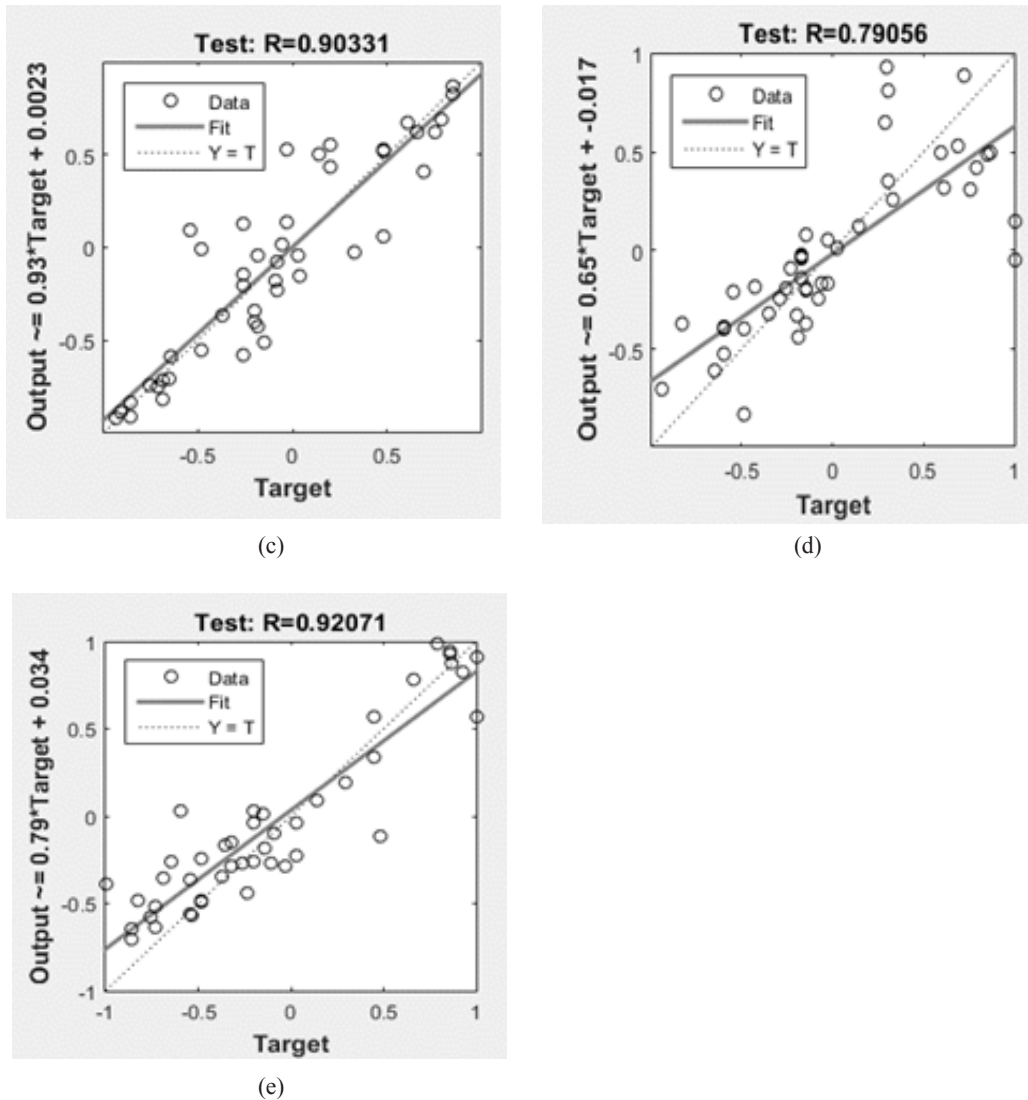 Test: R=0.90331
Output ~= 0.93*Target + 0.0023
Data
Fit
Y = T
0.5
0
-0.5
-0.5
0
0.5
Target
(c)
Test: R=0.79056
Output ~= 0.65*Target + -0.017
Data
Fit
Y = T
1
0.5
0
-0.5
-0.5
0
0.5
1
Target
(d)
Test: R=0.92071
Output ~= 0.79*Target + 0.034
Data
Fit
Y = T
1
0.5
0
-0.5
-1
-1
-0.5
0
0.5
1
Target
(e)